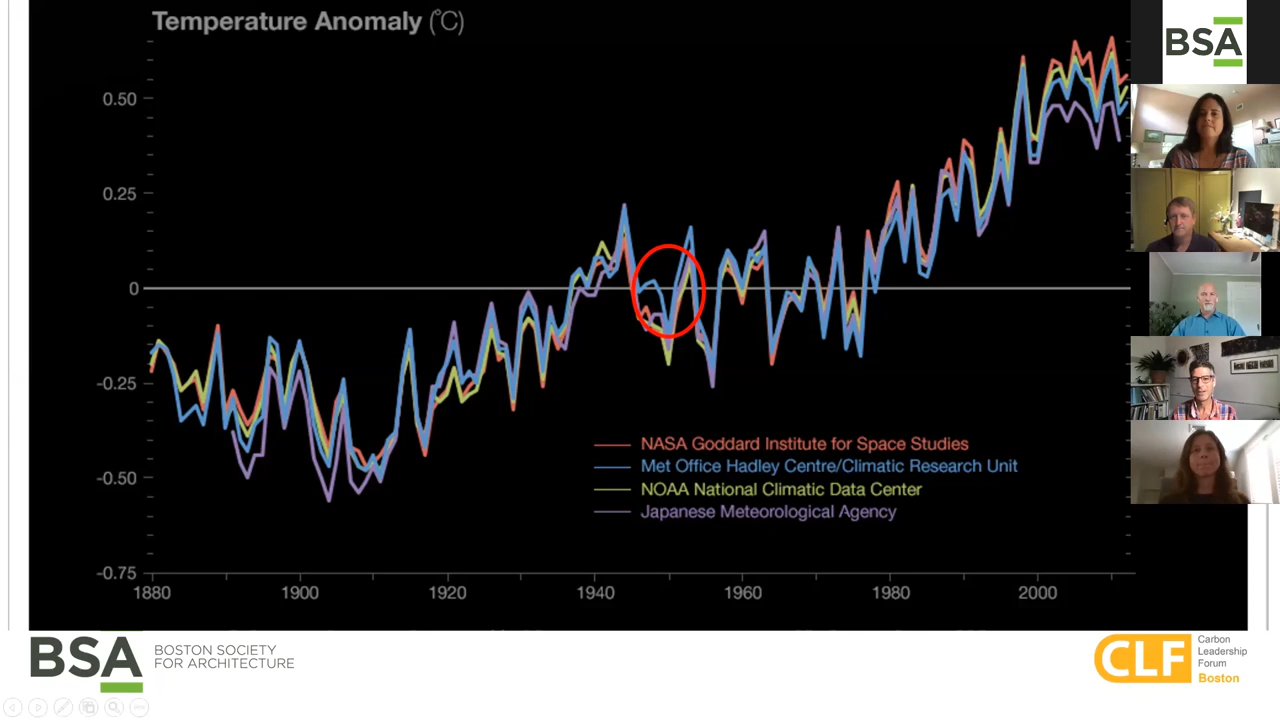 Temperature Anomaly (°C)
BSA
0.50
0.25
0
-0.25
-0.50
-0.75
NASA Goddard Institute for Space Studies
Met Office Hadley Centre/Climatic Research Unit
NOAA National Climatic Data Center
Japanese Meteorological Agency
1880 1900 1920 1940 1960 1980 2000
BSA
BOSTON SOCIETY
FOR ARCHITECTURE
CLF
Carbon
Leadership
Forum
Boston